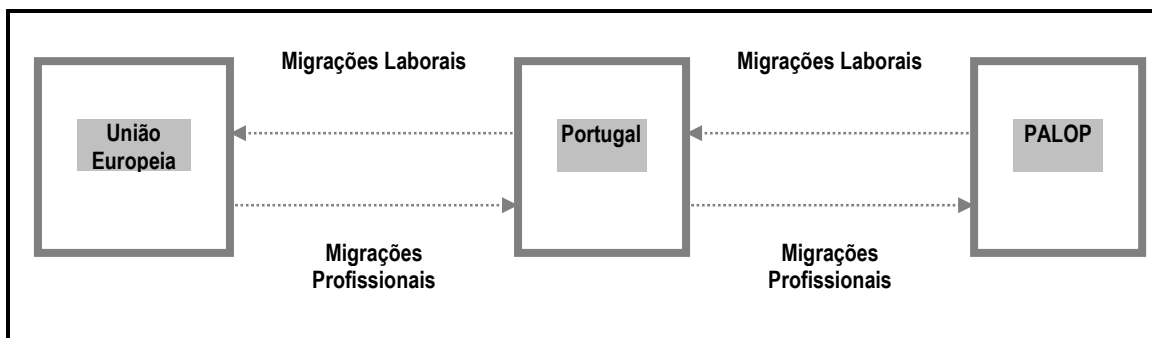 Migrações Laborais
Migrações Laborais
União
Europeia
Portugal
PALOP
Migrações
Profissionais
Migrações
Profissionais